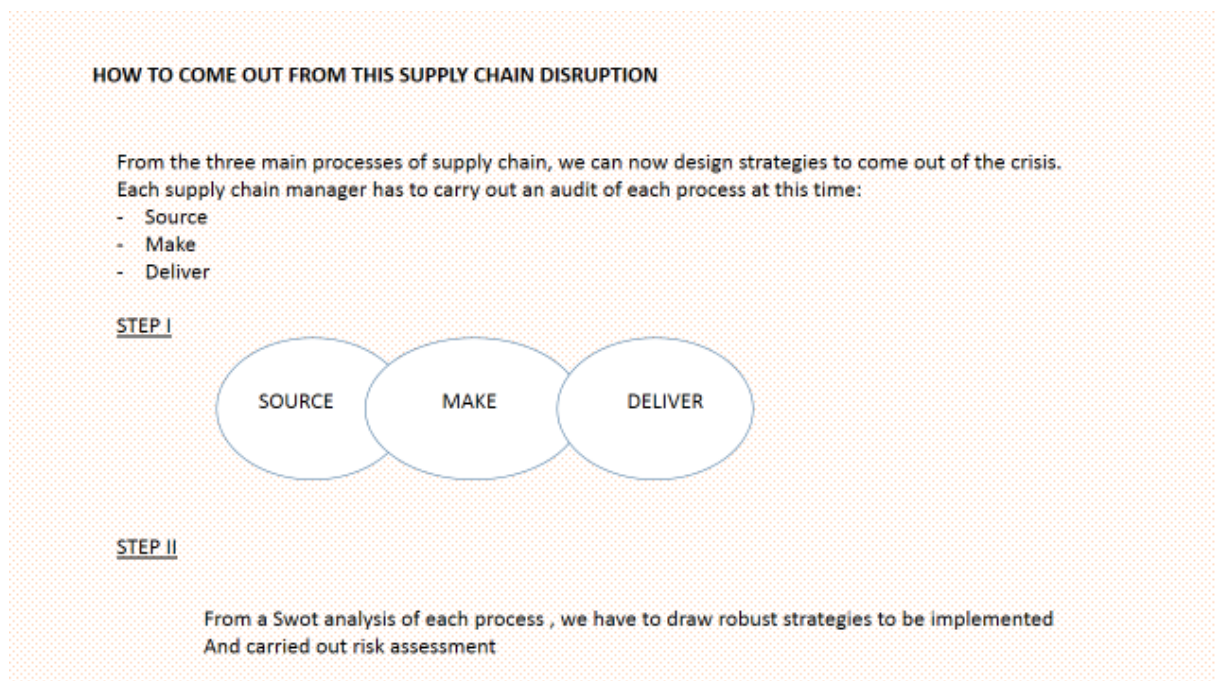 HOW TO COME OUT FROM THIS SUPPLY CHAIN DISRUPTION
From the three main processes of supply chain, we can now design strategies to come out of the crisis.
Each supply chain manager has to carry out an audit of each process at this time:
- Source
- Make
- Deliver
STEP I
SOURCE MAKE DELIVER
STEP II
From a Swot analysis of each process , we have to draw robust strategies to be implemented
And carried out risk assessment